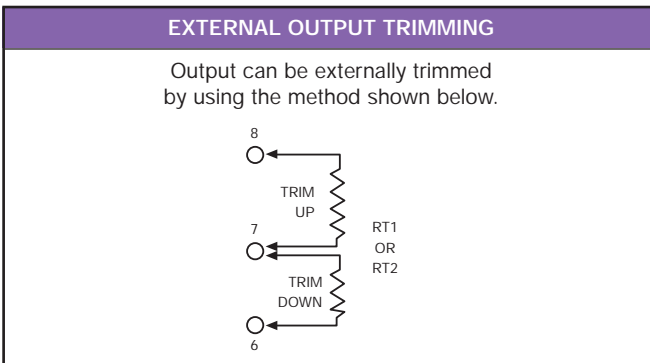 EXTERNAL OUTPUT TRIMMING
Output can be externally trimmed
by using the method shown below.
8
TRIM
UP
7
RT1
OR
RT2
TRIM
DOWN
6